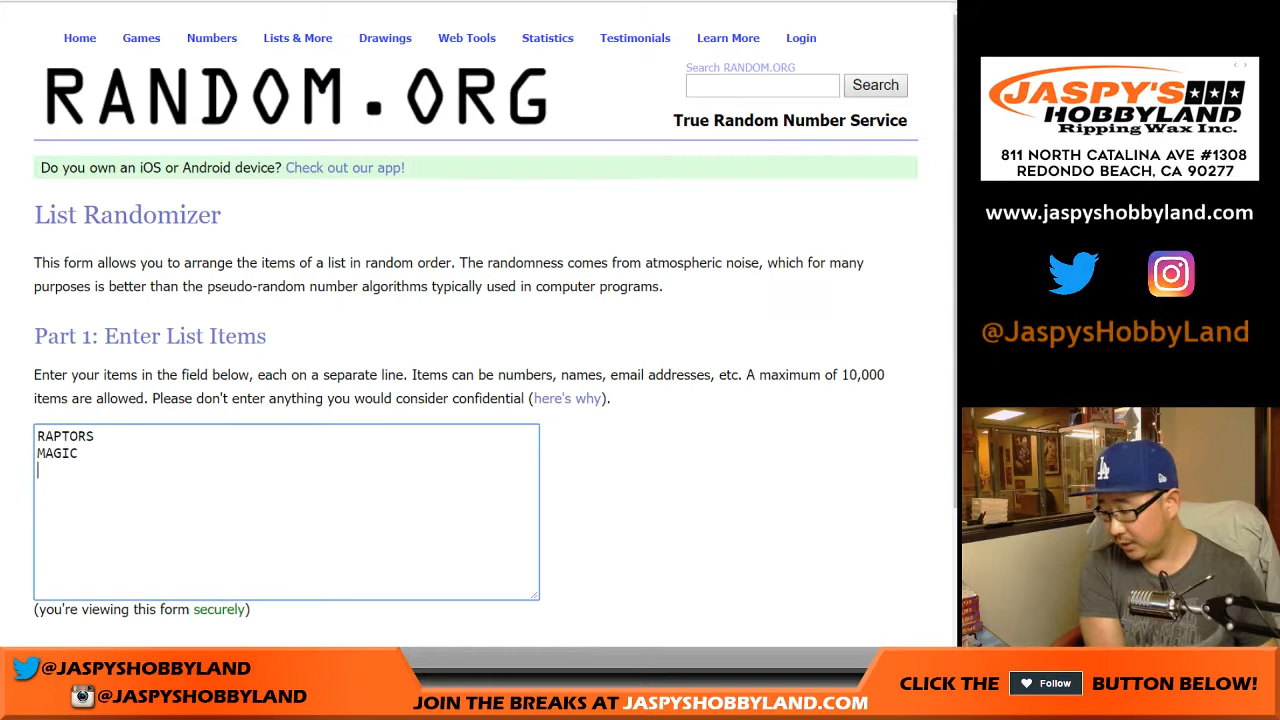 Home Games Numbers Lists & More Drawings Web Tools Statistics Testimonials Learn More Login
RANDOM.ORG
Search RANDOM.ORG
Search
True Random Number Service
Do you own an iOS or Android device? Check out our app!
List Randomizer
This form allows you to arrange the items of a list in random order. The randomness comes from atmospheric noise, which for many
purposes is better than the pseudo-random number algorithms typically used in computer programs.
Part 1: Enter List Items
Enter your items in the field below, each on a separate line. Items can be numbers, names, email addresses, etc. A maximum of 10,000
items are allowed. Please don't enter anything you would consider confidential (here's why).
RAPTORS
MAGIC
(you're viewing this form securely)
JASPY'S
HOBBYLAND
Ripping Wax Inc.
811 NORTH CATALINA AVE #1308
REDONDO BEACH, CA 90277
www.jaspyshobbyland.com
@JaspysHobbyLand
LA
@JASPYSHOBBYLAND
@JASPYSHOBBYLAND
JOIN THE BREAKS AT JASPYSHOBBYLAND.COM
CLICK THE Follow BUTTON BELOW!